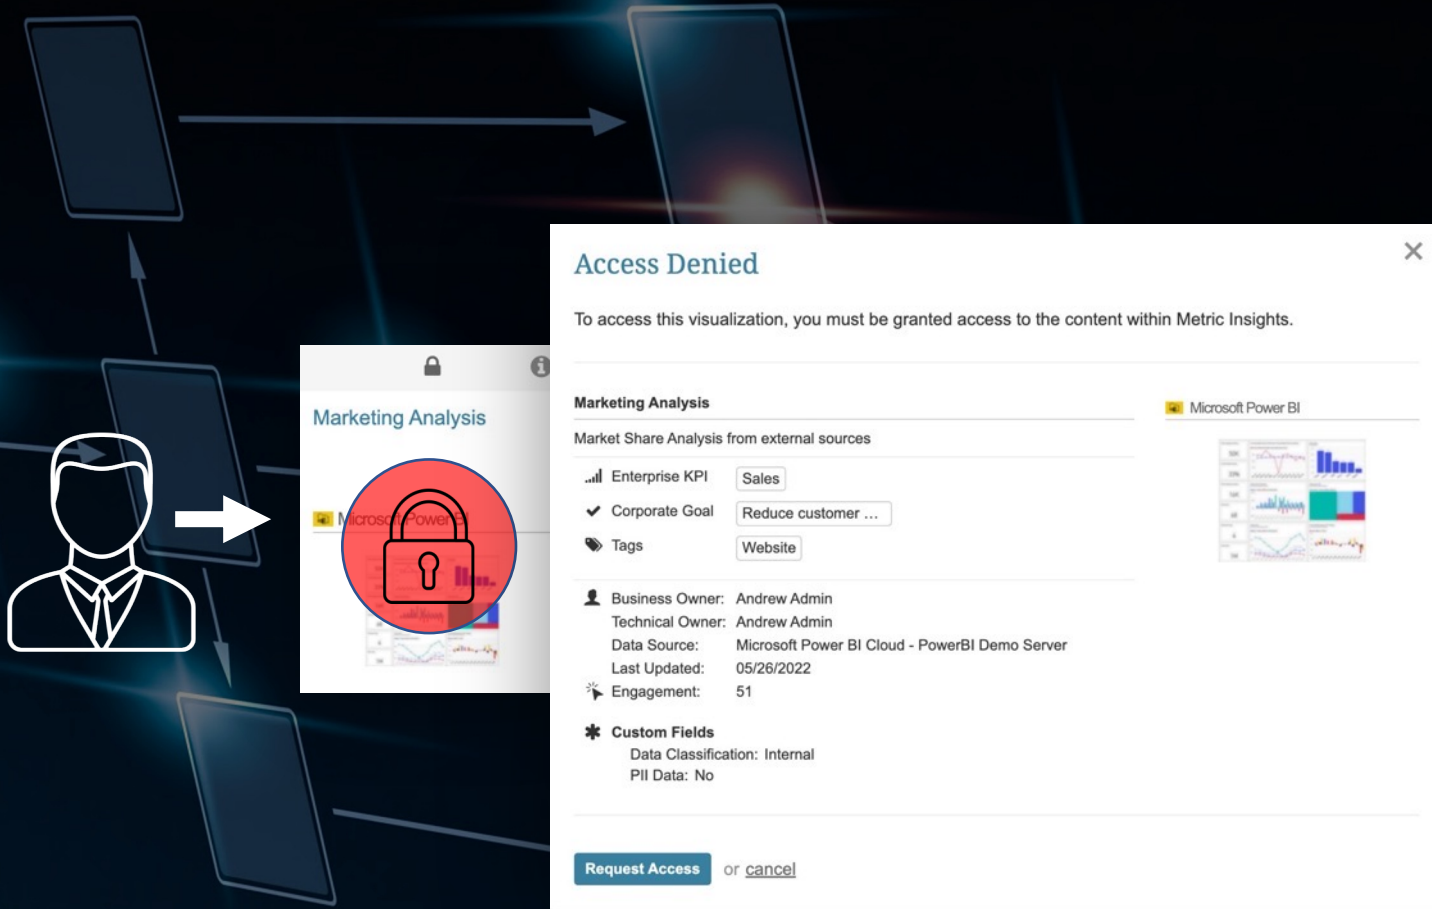 Marketing Analysis
Microsoft Power BI
Access Denied
To access this visualization, you must be granted access to the content within Metric Insights.
Marketing Analysis
Market Share Analysis from external sources
Enterprise KPI Sales
Corporate Goal Reduce customer ...
Tags Website
Business Owner: Andrew Admin
Technical Owner: Andrew Admin
Data Source: Microsoft Power BI Cloud - PowerBI Demo Server
Last Updated: 05/26/2022
Engagement: 51
Custom Fields
Data Classification: Internal
PII Data: No
Microsoft Power BI
Request Access or cancel